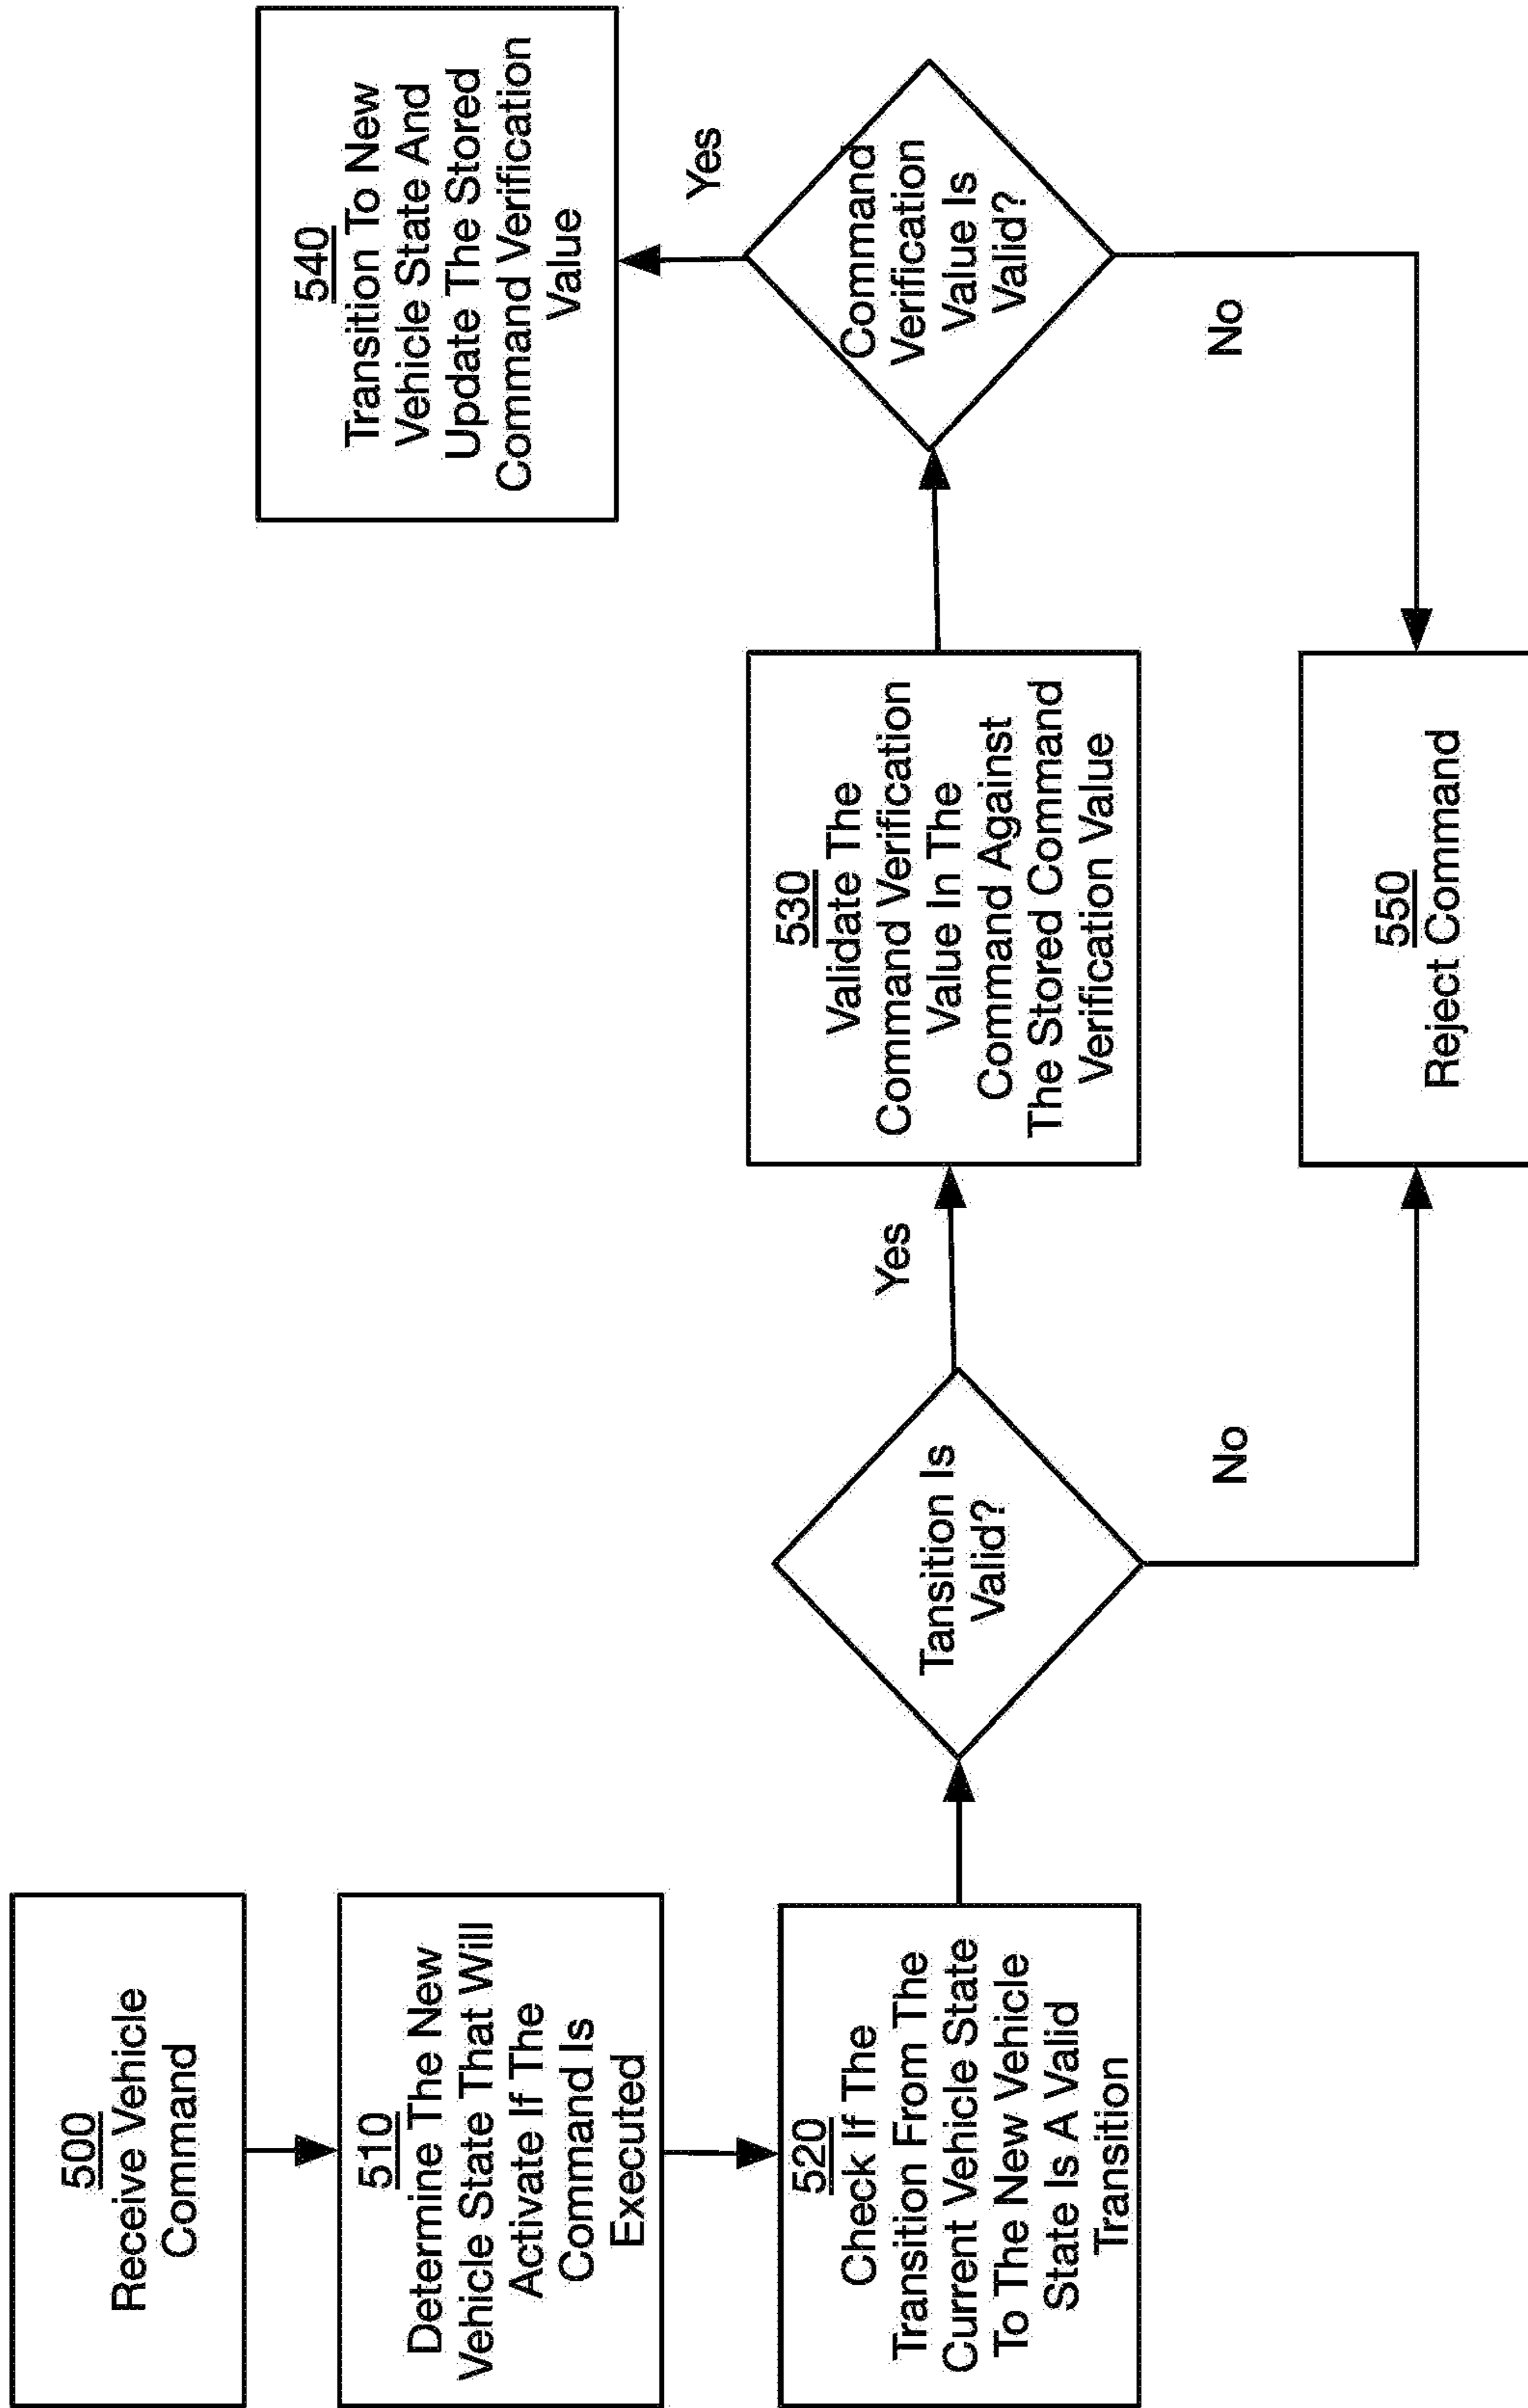 500
Receive Vehicle
Command
510
Determine The New
Vehicle State That Will
Activate If The
Command Is
Executed
520
Check If The
Transition From The
Current Vehicle State
To The New Vehicle
State Is A Valid
Transition
Tansition Is
Valid?
Yes
No
530
Validate The
Command Verification
Value In The
Command Against
The Stored Command
Verification Value
Command
Verification
Value Is
Valid?
Yes
No
540
Transition To New
Vehicle State And
Update The Stored
Command Verification
Value
550
Reject Command